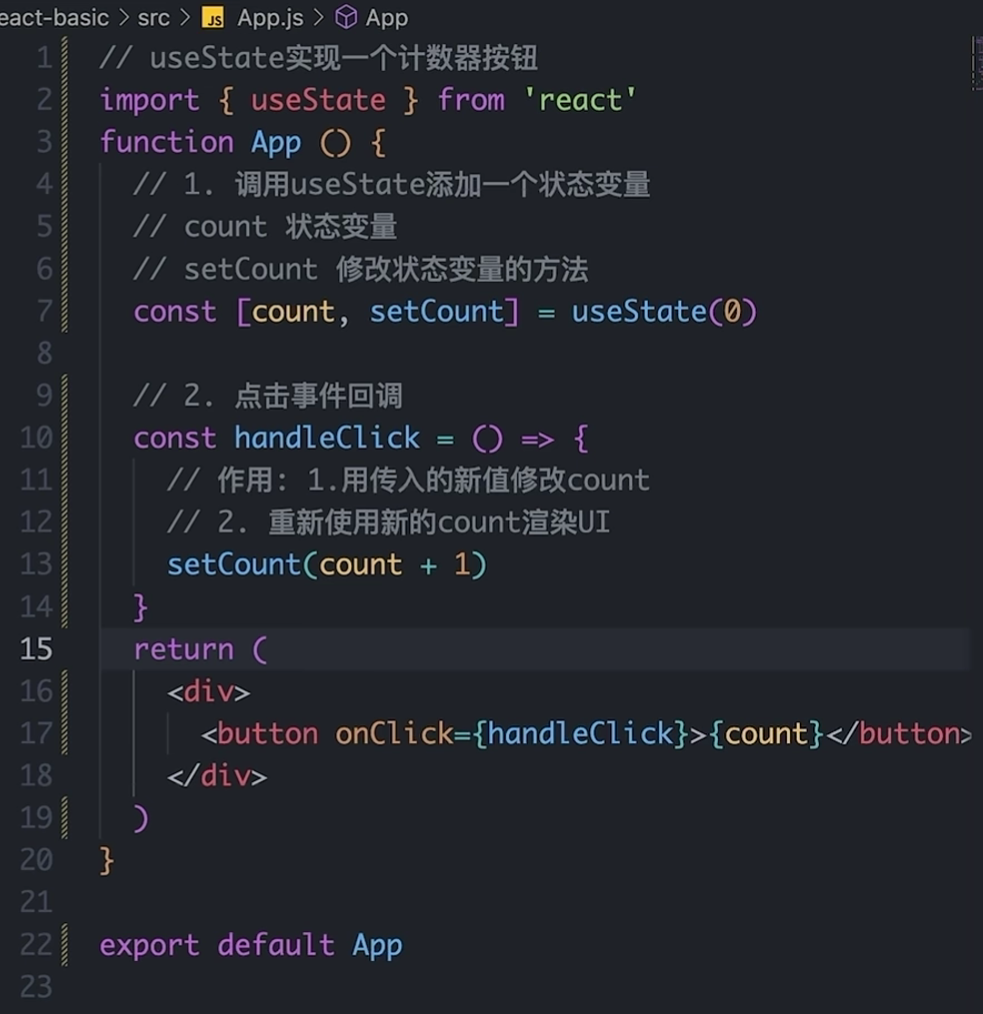 eact-basic > src > JS App.js > App
1 // useState实现一个计数器按钮
2 import { useState } from 'react'
3 function App () {
4   // 1. 调用useState添加一个状态变量
5   // count 状态变量
6   // setCount 修改状态变量的方法
7   const [count, setCount] = useState(0)
8
9   // 2. 点击事件回调
10   const handleClick = () => {
11     // 作用: 1.用传入的新值修改count
12     // 2. 重新使用新的count渲染UI
13     setCount(count + 1)
14   }
15   return (
16     <div>
17       <button onClick={handleClick}>{count}</button>
18     </div>
19   )
20 }
21
22 export default App
23